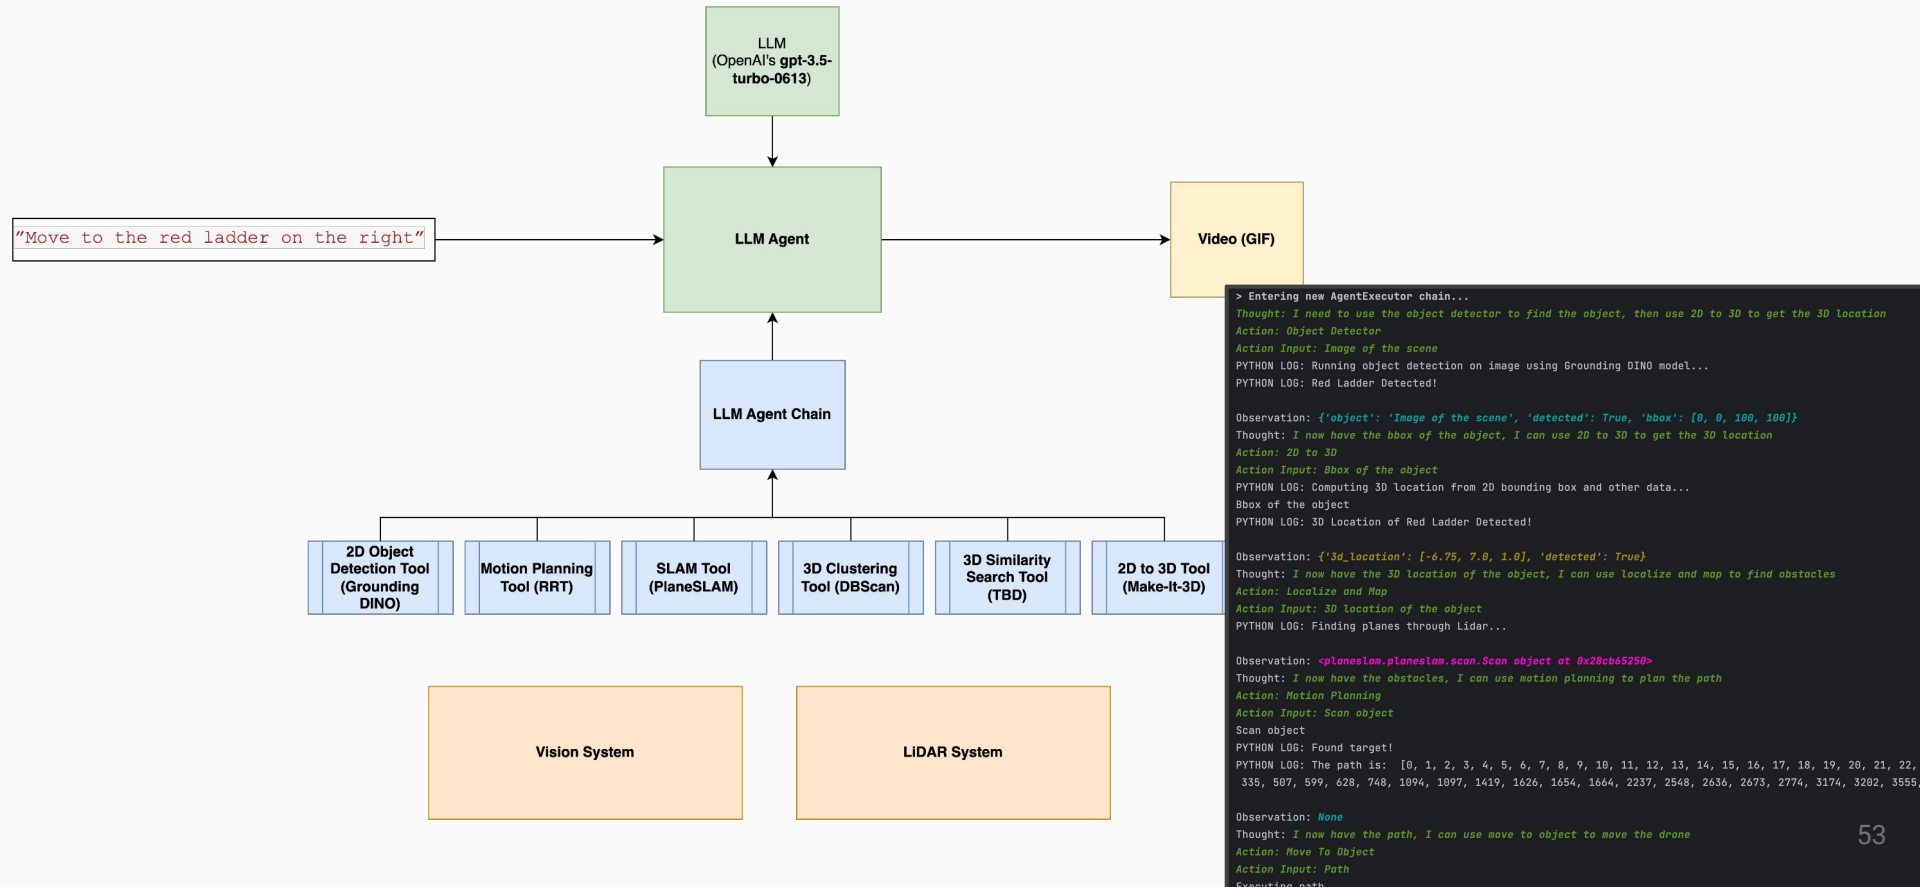 LLM
(OpenAI's gpt-3.5-
turbo-0613)
"Move to the red ladder on the right"
LLM Agent
Video (GIF)
LLM Agent Chain
2D Object
Detection Tool
(Grounding
DINO)
Motion Planning
Tool (RRT)
SLAM Tool
(PlaneSLAM)
3D Clustering
Tool (DBScan)
3D Similarity
Search Tool
(TBD)
2D to 3D Tool
(Make-It-3D)
Vision System
LiDAR System
> Entering new AgentExecutor chain...
Thought: I need to use the object detector to find the object, then use 2D to 3D to get the 3D location
Action: Object Detector
Action Input: Image of the scene
PYTHON LOG: Running object detection on image using Grounding DINO model...
PYTHON LOG: Red Ladder Detected!
Observation: {'object': 'Image of the scene', 'detected': True, 'bbox': [0, 0, 100, 100]}
Thought: I now have the bbox of the object, I can use 2D to 3D to get the 3D location
Action: 2D to 3D
Action Input: Bbox of the object
PYTHON LOG: Computing 3D location from 2D bounding box and other data...
Bbox of the object
PYTHON LOG: 3D Location of Red Ladder Detected!
Observation: {'3d_location': [-6.75, 7.0, 1.0], 'detected': True}
Thought: I now have the 3D location of the object, I can use localize and map to find obstacles
Action: Localize and Map
Action Input: 3D location of the object
PYTHON LOG: Finding planes through Lidar...
Observation: <planeslam.planeslam.scan.Scan object at 0x28cb65250>
Thought: I now have the obstacles, I can use motion planning to plan the path
Action: Motion Planning
Action Input: Scan object
Scan object
PYTHON LOG: Found target!
PYTHON LOG: The path is: [0, 1, 2, 3, 4, 5, 6, 7, 8, 9, 10, 11, 12, 13, 14, 15, 16, 17, 18, 19, 20, 21, 22,
335, 507, 599, 628, 748, 1094, 1097, 1419, 1626, 1654, 1664, 2237, 2548, 2636, 2673, 2774, 3174, 3202, 3555,
Observation: None
Thought: I now have the path, I can use move to object to move the drone
Action: Move To Object
Action Input: Path
Executing path
53